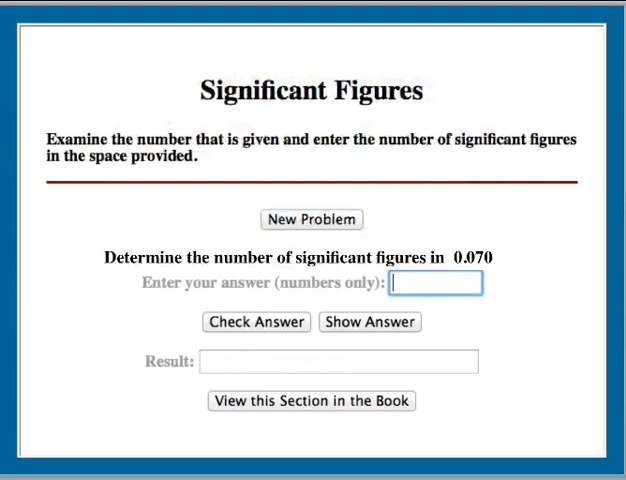 Significant Figures
Examine the number that is given and enter the number of significant figures
in the space provided.
New Problem
Determine the number of significant figures in 0.070
Enter your answer (numbers only):
Check Answer Show Answer
Result:
View this Section in the Book